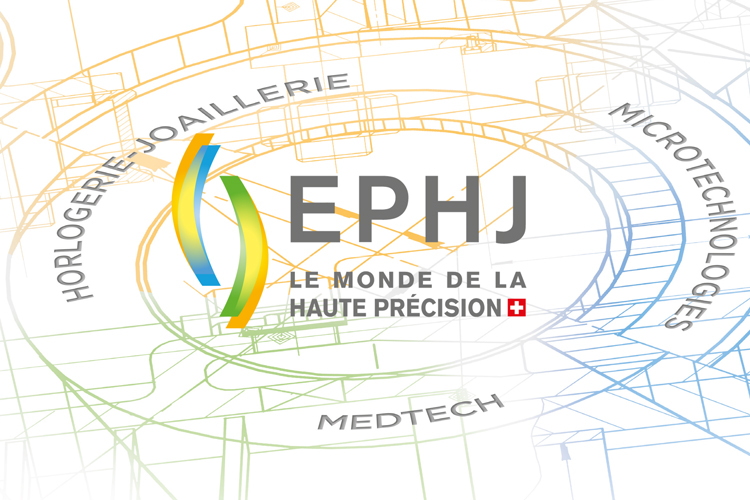 HORLOGERIE-JOAILLERIE
MICROTECHNOLOGIES
EPHJ
LE MONDE DE LA
HAUTE PRÉCISION
MEDTECH